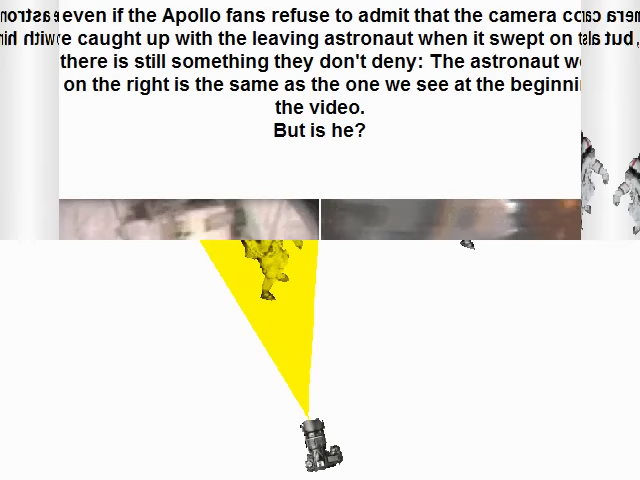 even if the Apollo fans refuse to admit that the camera co
e caught up with the leaving astronaut when it swept on t
there is still something they don't deny: The astronaut w
on the right is the same as the one we see at the beginni
the video.
But is he?